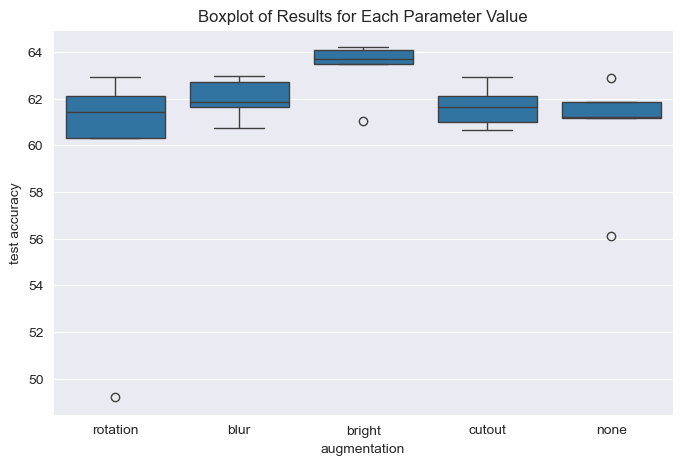 Boxplot of Results for Each Parameter Value
64
62
60
58
56
54
52
50
test accuracy
rotation blur bright cutout none
augmentation